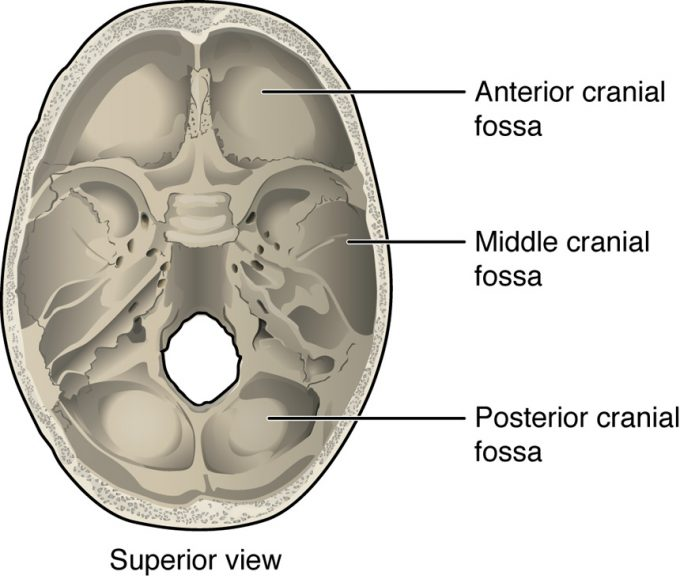 Anterior cranial
fossa
Middle cranial
fossa
Posterior cranial
fossa
Superior view